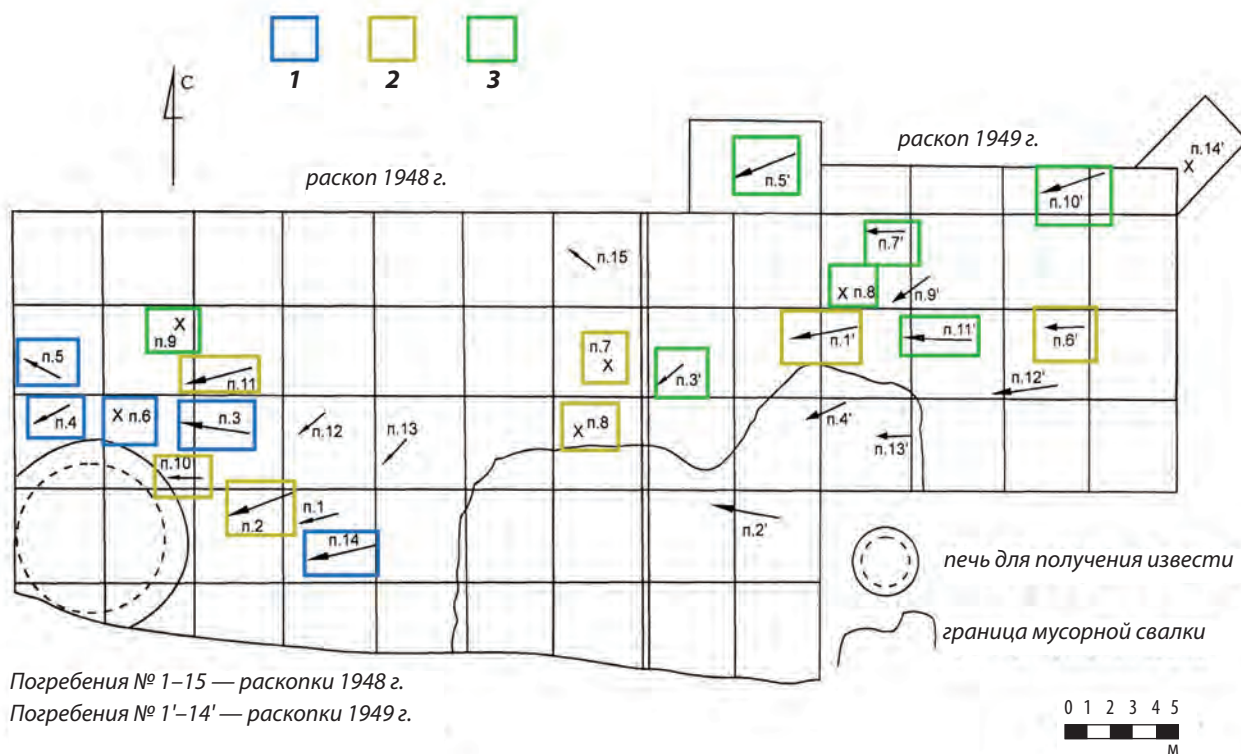 1 2 3
С
раскоп 1948 г.
раскоп 1949 г.
п.14'
X
п.5'
п.10'
п.7'
п.15
X п.8
п.9'
X
п.9
п.5
п.11
п.7
X
п.3'
п.1'
п.11'
п.6'
п.12'
п.4
X п.6
п.3
п.12
п.13
X п.8
п.4'
п.13'
п.10
п.2
п.1
п.14
п.2'
печь для получения извести
граница мусорной свалки
Погребения № 1–15 — раскопки 1948 г.
Погребения № 1'–14' — раскопки 1949 г.
0 1 2 3 4 5
м